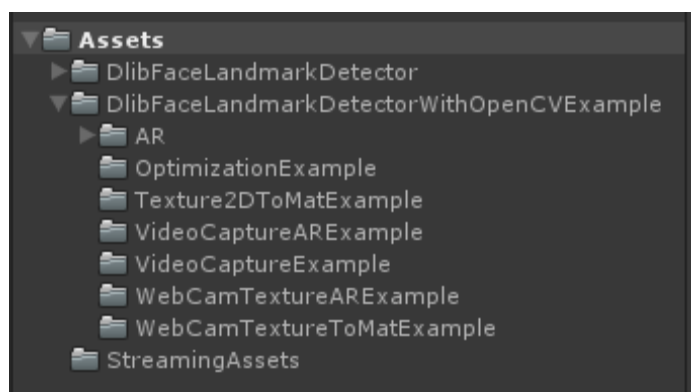 Assets
DlibFaceLandmarkDetector
DlibFaceLandmarkDetectorWithOpenCVExample
AR
OptimizationExample
Texture2DToMatExample
VideoCaptureARExample
VideoCaptureExample
WebCamTextureARExample
WebCamTextureToMatExample
StreamingAssets